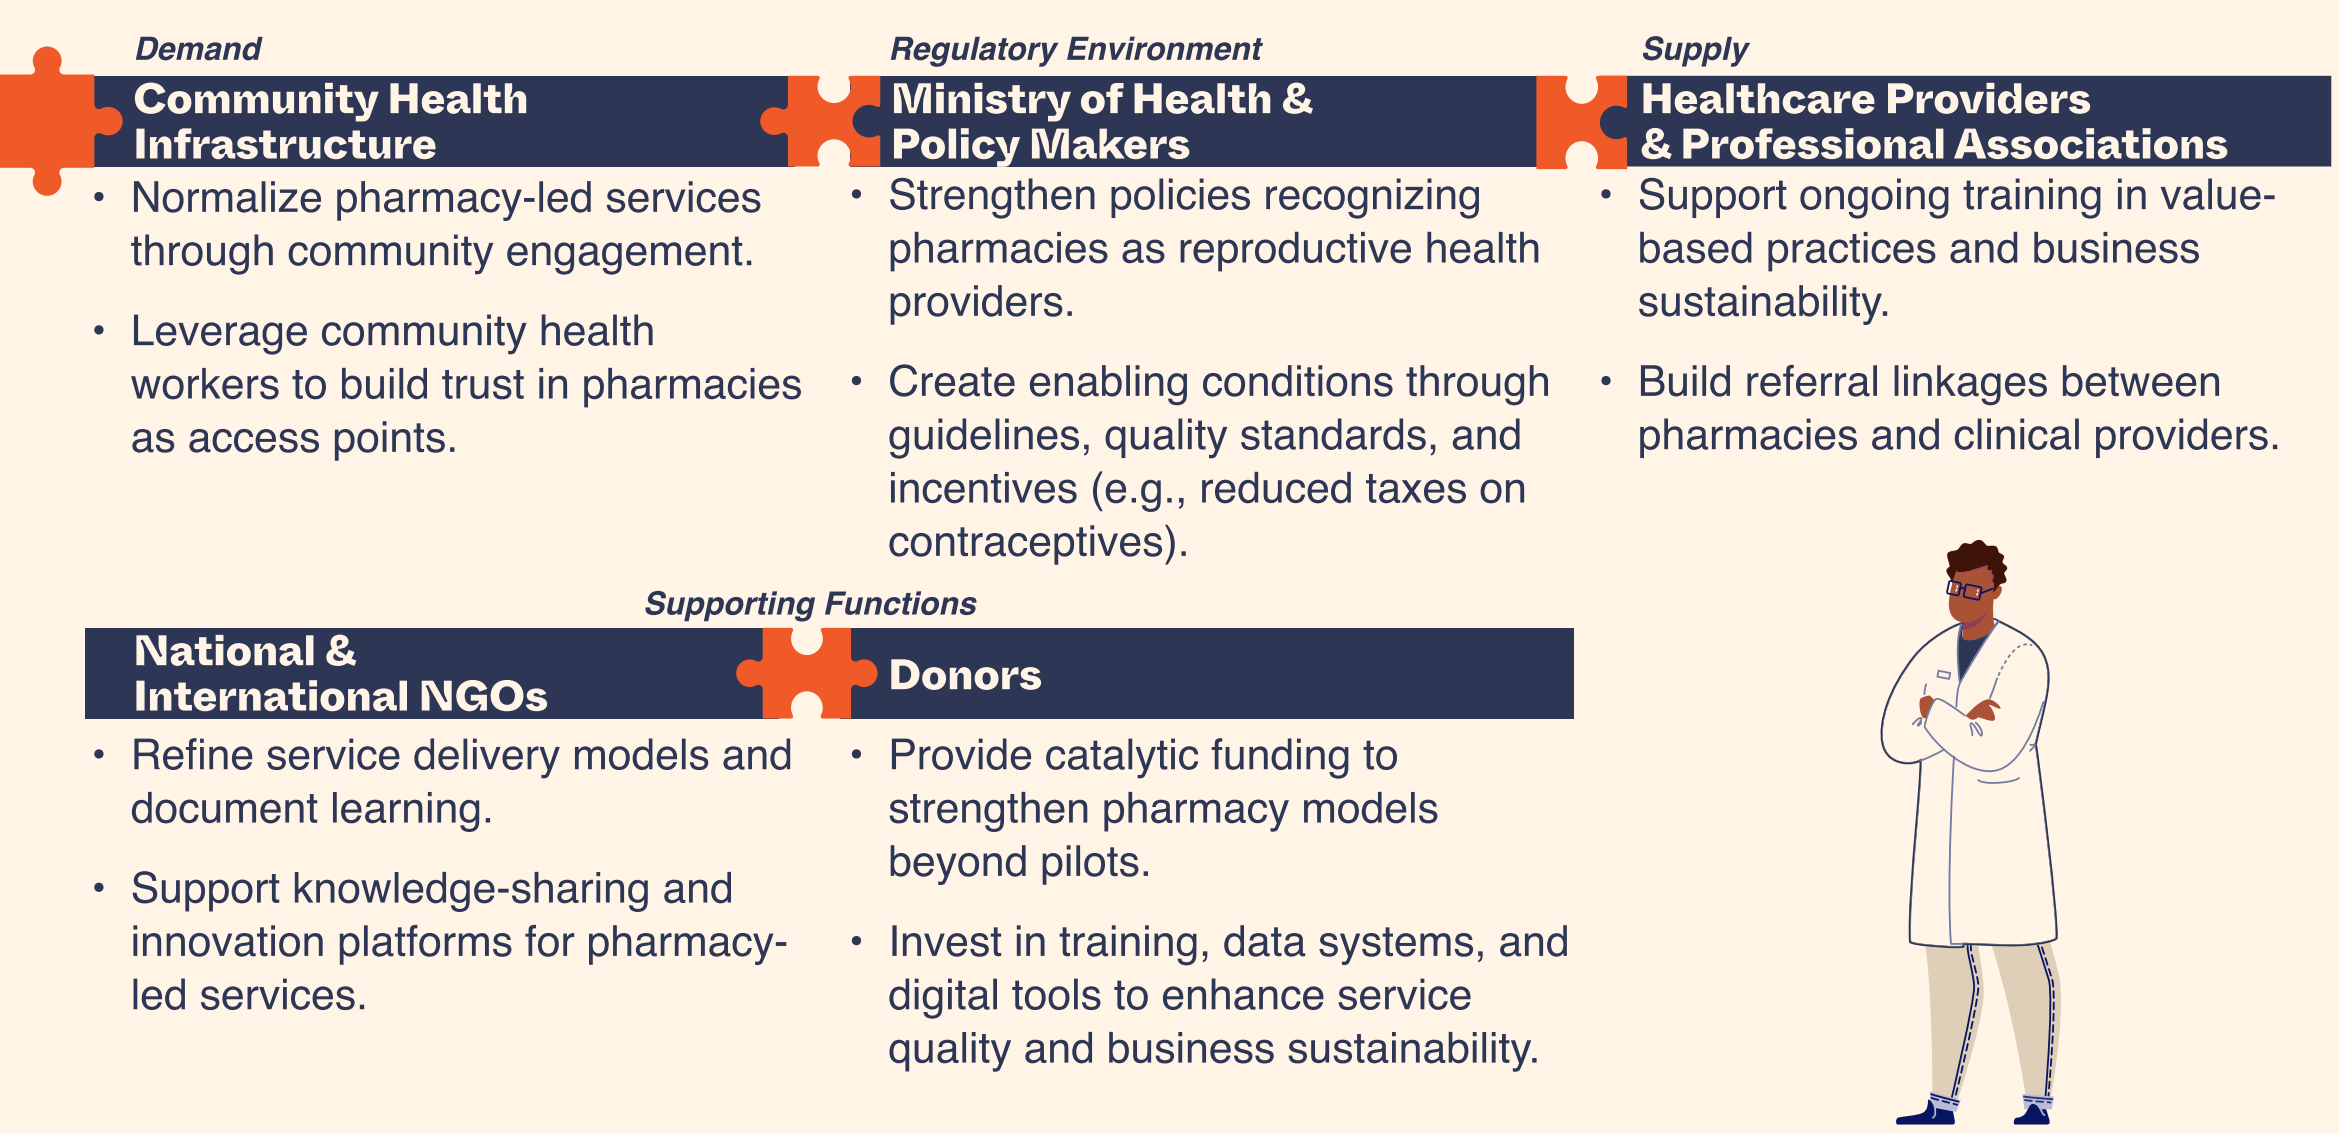 Demand
Community Health
Infrastructure
• Normalize pharmacy-led services
through community engagement.
• Leverage community health
workers to build trust in pharmacies
as access points.
Regulatory Environment
Ministry of Health &
Policy Makers
• Strengthen policies recognizing
pharmacies as reproductive health
providers.
• Create enabling conditions through
guidelines, quality standards, and
incentives (e.g., reduced taxes on
contraceptives).
Supply
Healthcare Providers
& Professional Associations
• Support ongoing training in value-
based practices and business
sustainability.
• Build referral linkages between
pharmacies and clinical providers.
Supporting Functions
National &
International NGOs
• Refine service delivery models and
document learning.
• Support knowledge-sharing and
innovation platforms for pharmacy-
led services.
Donors
• Provide catalytic funding to
strengthen pharmacy models
beyond pilots.
• Invest in training, data systems, and
digital tools to enhance service
quality and business sustainability.